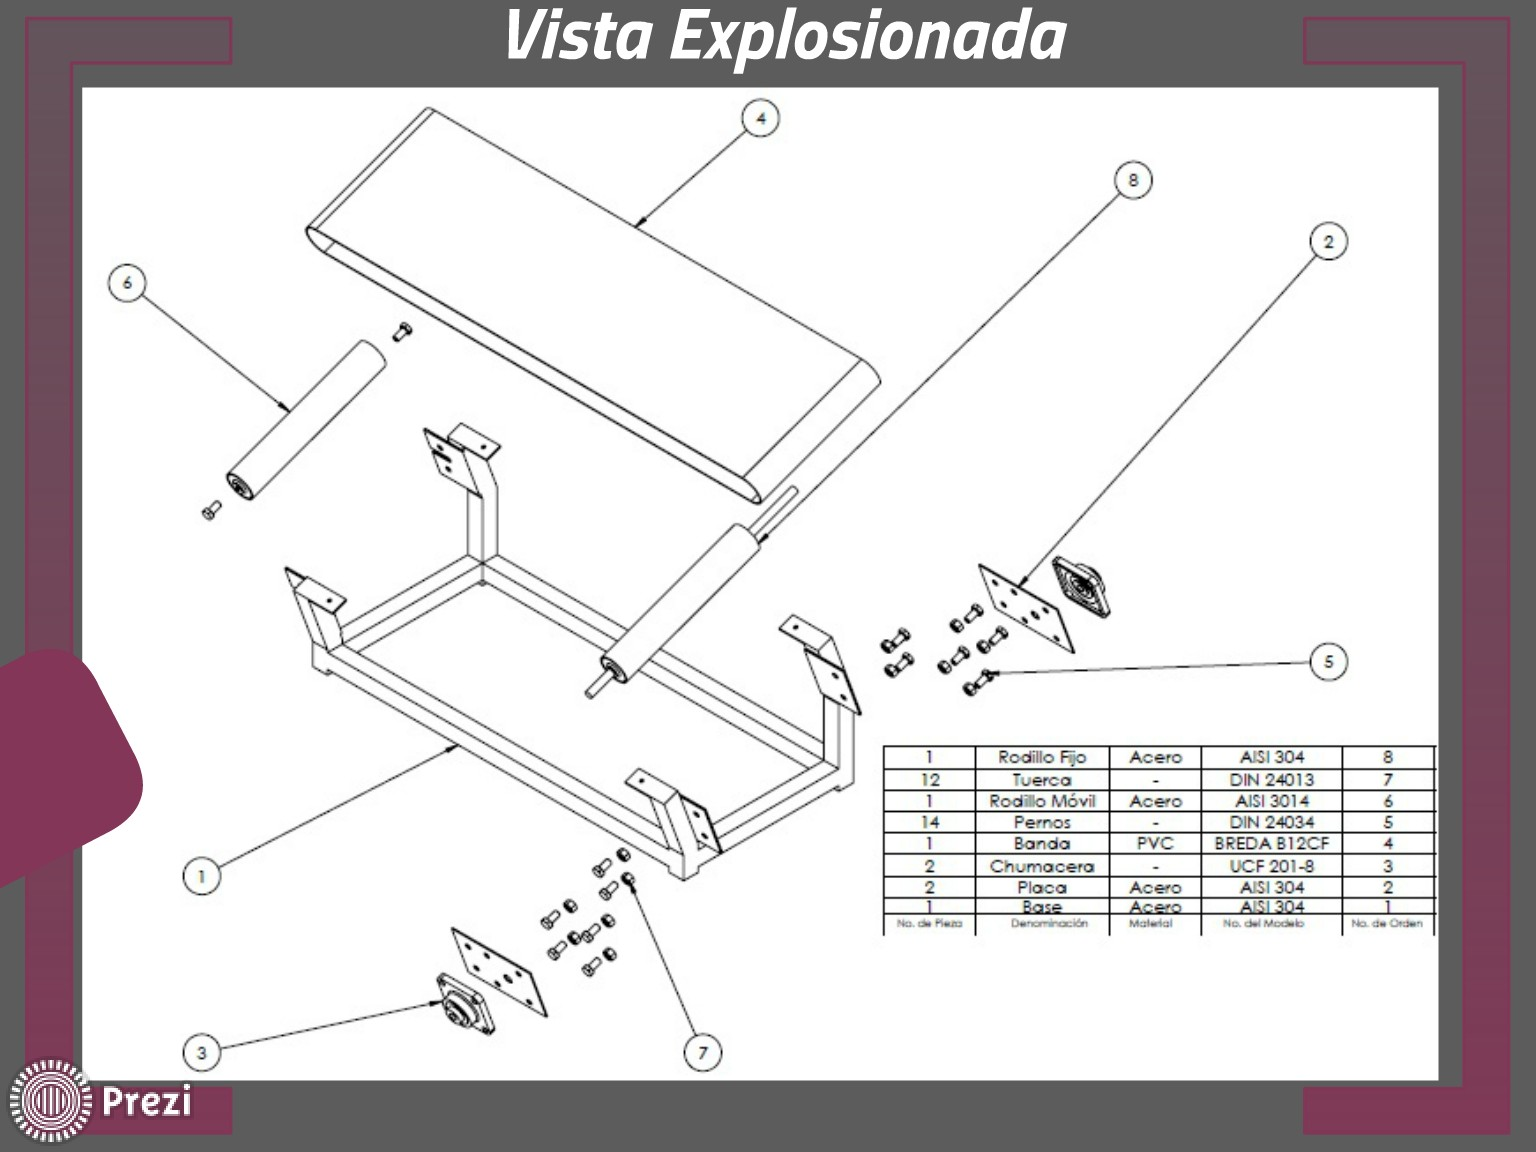 Vista Explosionada
4
8
2
6
5
1
3
7
1 Rodillo Fijo Acero AISI 304 8
12 Tuerca - DIN 24013 7
1 Rodillo Móvil Acero AISI 3014 6
14 Pernos - DIN 24034 5
1 Banda PVC BREDA B12CF 4
2 Chumacera - UCF 201-8 3
2 Placa Acero AISI 304 2
1 Base Acero AISI 304 1
No. de Pieza Denominación Material No. del Modelo No. de Orden
Prezi